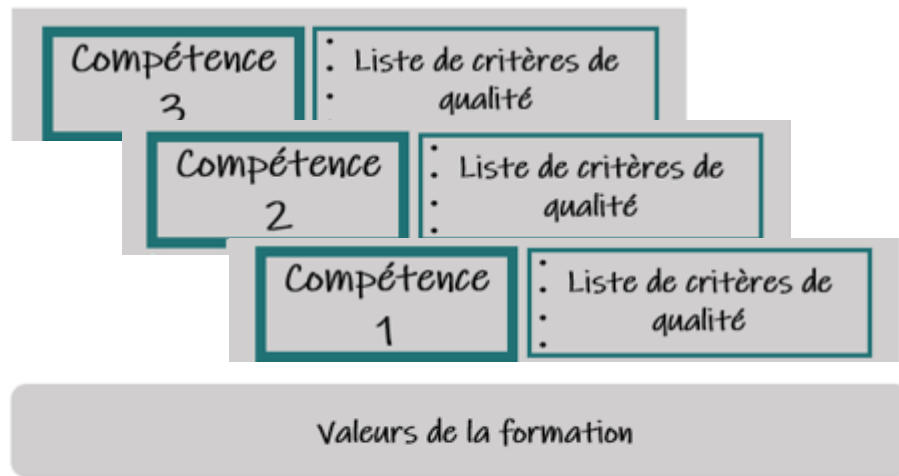 Compétence
3
Liste de critères de
qualité
Compétence
2
Liste de critères de
qualité
Compétence
1
Liste de critères de
qualité
Valeurs de la formation